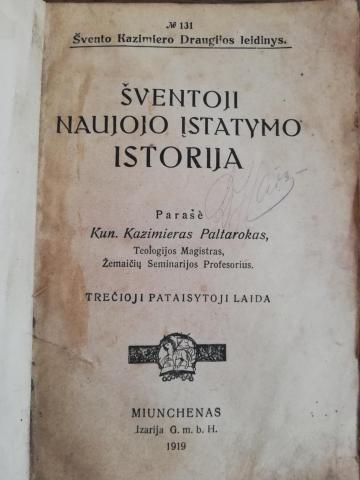 № 131
Švento Kazimiero Draugijos leidinys.
ŠVENTOJI
NAUJOJO ĮSTATYMO
ISTORIJA
Parašė
Kun. Kazimieras Paltarokas,
Teologijos Magistras,
Žemaičių Seminarijos Profesorius.
TREČIOJI PATAISYTOJI LAIDA
MIUNCHENAS
Izarija G. m. b. H.
1919